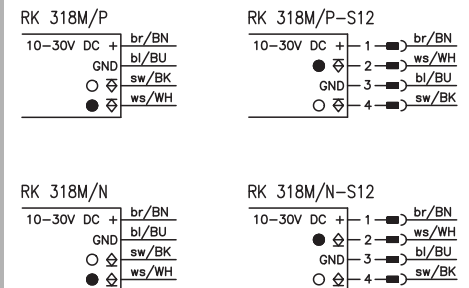 RK 318M/P
10-30V DC + br/BN
GND bl/BU
sw/BK
ws/WH
RK 318M/P-S12
10-30V DC + 1 br/BN
2 ws/WH
GND 3 bl/BU
4 sw/BK
RK 318M/N
10-30V DC + br/BN
GND bl/BU
sw/BK
ws/WH
RK 318M/N-S12
10-30V DC + 1 br/BN
2 ws/WH
GND 3 bl/BU
4 sw/BK